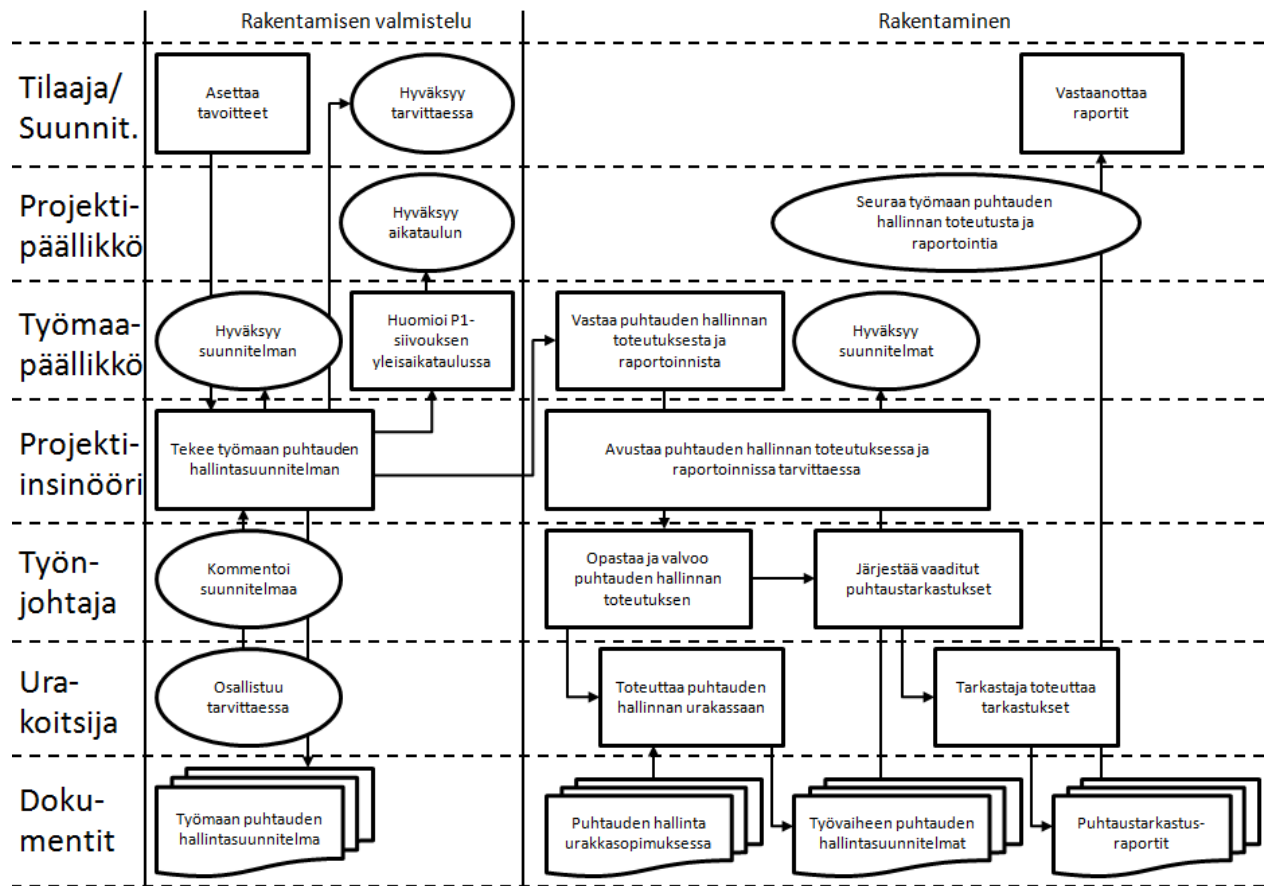 Rakentamisen valmistelu
Rakentaminen
Tilaaja/
Suunnit.
Asettaa
tavoitteet
Hyväksyy
tarvittaessa
Vastaanottaa
raportit
Projekti-
päällikkö
Hyväksyy
aikataulun
Seuraa työmaan puhtauden
hallinnan toteutusta ja
raportointia
Työmaa-
päällikkö
Hyväksyy
suunnitelman
Huomioi P1-
siivouksen
yleisaikataulussa
Vastaa puhtauden hallinnan
toteutuksesta ja
raportoinnista
Hyväksyy
suunnitelmat
Projekti-
insinööri
Tekee työmaan puhtauden
hallintasuunnitelman
Avustaa puhtauden hallinnan toteutuksessa ja
raportoinnissa tarvittaessa
Työn-
johtaja
Kommentoi
suunnitelmaa
Opastaa ja valvoo
puhtauden hallinnan
toteutuksen
Järjestää vaaditut
puhtaustarkastukset
Ura-
koitsija
Osallistuu
tarvittaessa
Toteuttaa puhtauden
hallinnan urakassaan
Tarkastaja toteuttaa
tarkastukset
Doku-
mentit
Työmaan puhtauden
hallintasuunnitelma
Puhtauden hallinta
urakkasopimuksessa
Työvaiheen puhtauden
hallintasuunnitelmat
Puhtaustarkastus-
raportit